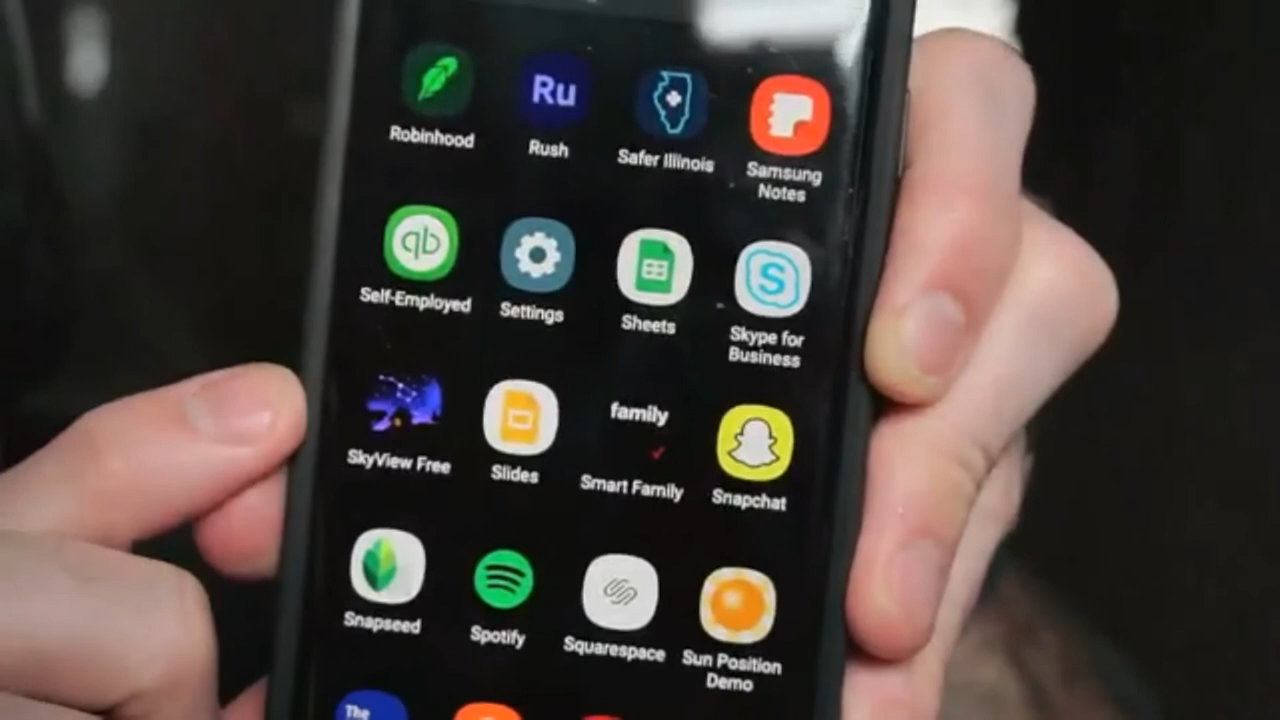 Ru
Robinhood
Rush
Safer Illinois
Samsung
Notes
qb
S
Self-Employed
Settings
Sheets
Skype for
Business
family
SkyView Free
Slides
Smart Family
Snapchat
Snapseed
Spotify
Squarespace
Sun Position
Demo
The